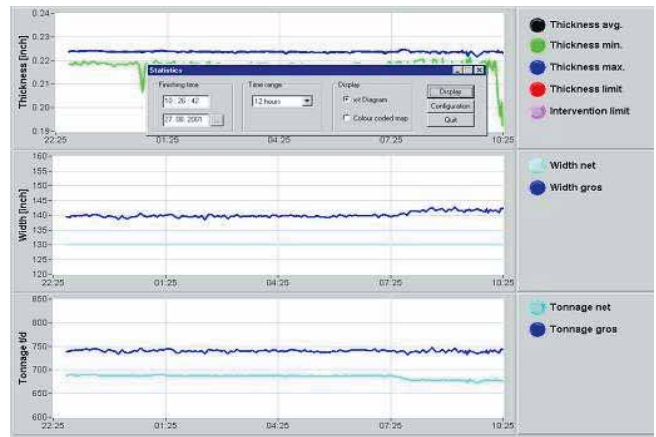 Thickness [inch]
0.24
0.23
0.22
0.21
0.20
0.19
22:25
01:25
04:25
07:25
10:25
Statistics
Finishing time
10 : 26 : 42
27. 08. 2001
...
Time range
12 hours
Display
x-t Diagram
Colour coded map
Display
Configuration
Quit
Thickness avg.
Thickness min.
Thickness max.
Thickness limit
Intervention limit
Width [inch]
160
155
150
145
140
135
130
125
120
22:25
01:25
04:25
07:25
10:25
Width net
Width gros
Tonnage t/d
850
800
750
700
650
600
22:25
01:25
04:25
07:25
10:25
Tonnage net
Tonnage gros